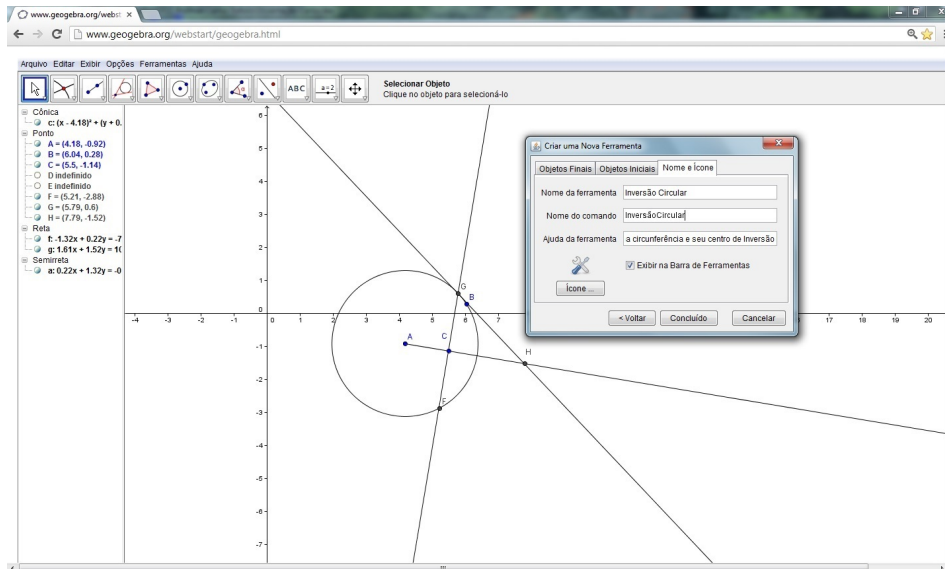 www.geogebra.org/webst
www.geogebra.org/webstart/geogebra.html
Arquivo Editar Exibir Opções Ferramentas Ajuda
ABC
a=2
Selecionar Objeto
Clique no objeto para selecioná-lo
Cônica
c: (x - 4.18)² + (y + 0.
Ponto
A = (4.18, -0.92)
B = (6.04, 0.28)
C = (5.5, -1.14)
D indefinido
E indefinido
F = (5.21, -2.88)
G = (5.79, 0.6)
H = (7.79, -1.52)
Reta
f: -1.32x + 0.22y = -7
g: 1.61x + 1.52y = 1(
Semirreta
a: 0.22x + 1.32y = -0
6
5
4
3
2
1
0
-1
-2
-3
-4
-5
-6
-7
-4 -3 -2 -1 0 1 2 3 4 5 6 7 17 18 19 20
G
B
A
C
H
F
Criar uma Nova Ferramenta
Objetos Finais Objetos Iniciais Nome e Ícone
Nome da ferramenta Inversão Circular
Nome do comando InversãoCircular
Ajuda da ferramenta a circunferência e seu centro de Inversão
Exibir na Barra de Ferramentas
Ícone ...
< Voltar Concluído Cancelar